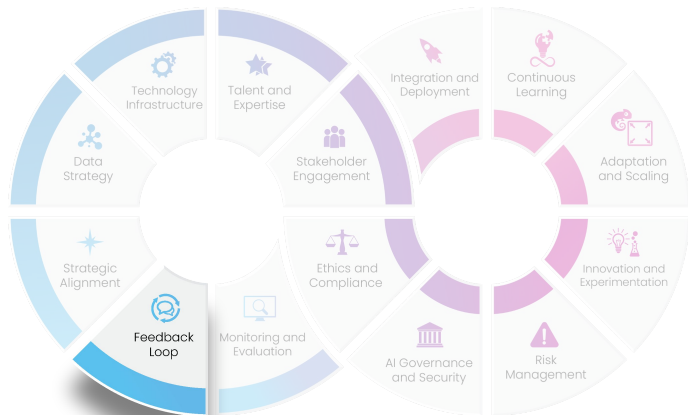 Technology
Infrastructure
Talent and
Expertise
Integration and
Deployment
Continuous
Learning
Data
Strategy
Stakeholder
Engagement
Adaptation
and Scaling
Strategic
Alignment
Ethics and
Compliance
Innovation and
Experimentation
Feedback
Loop
Monitoring and
Evaluation
AI Governance
and Security
Risk
Management